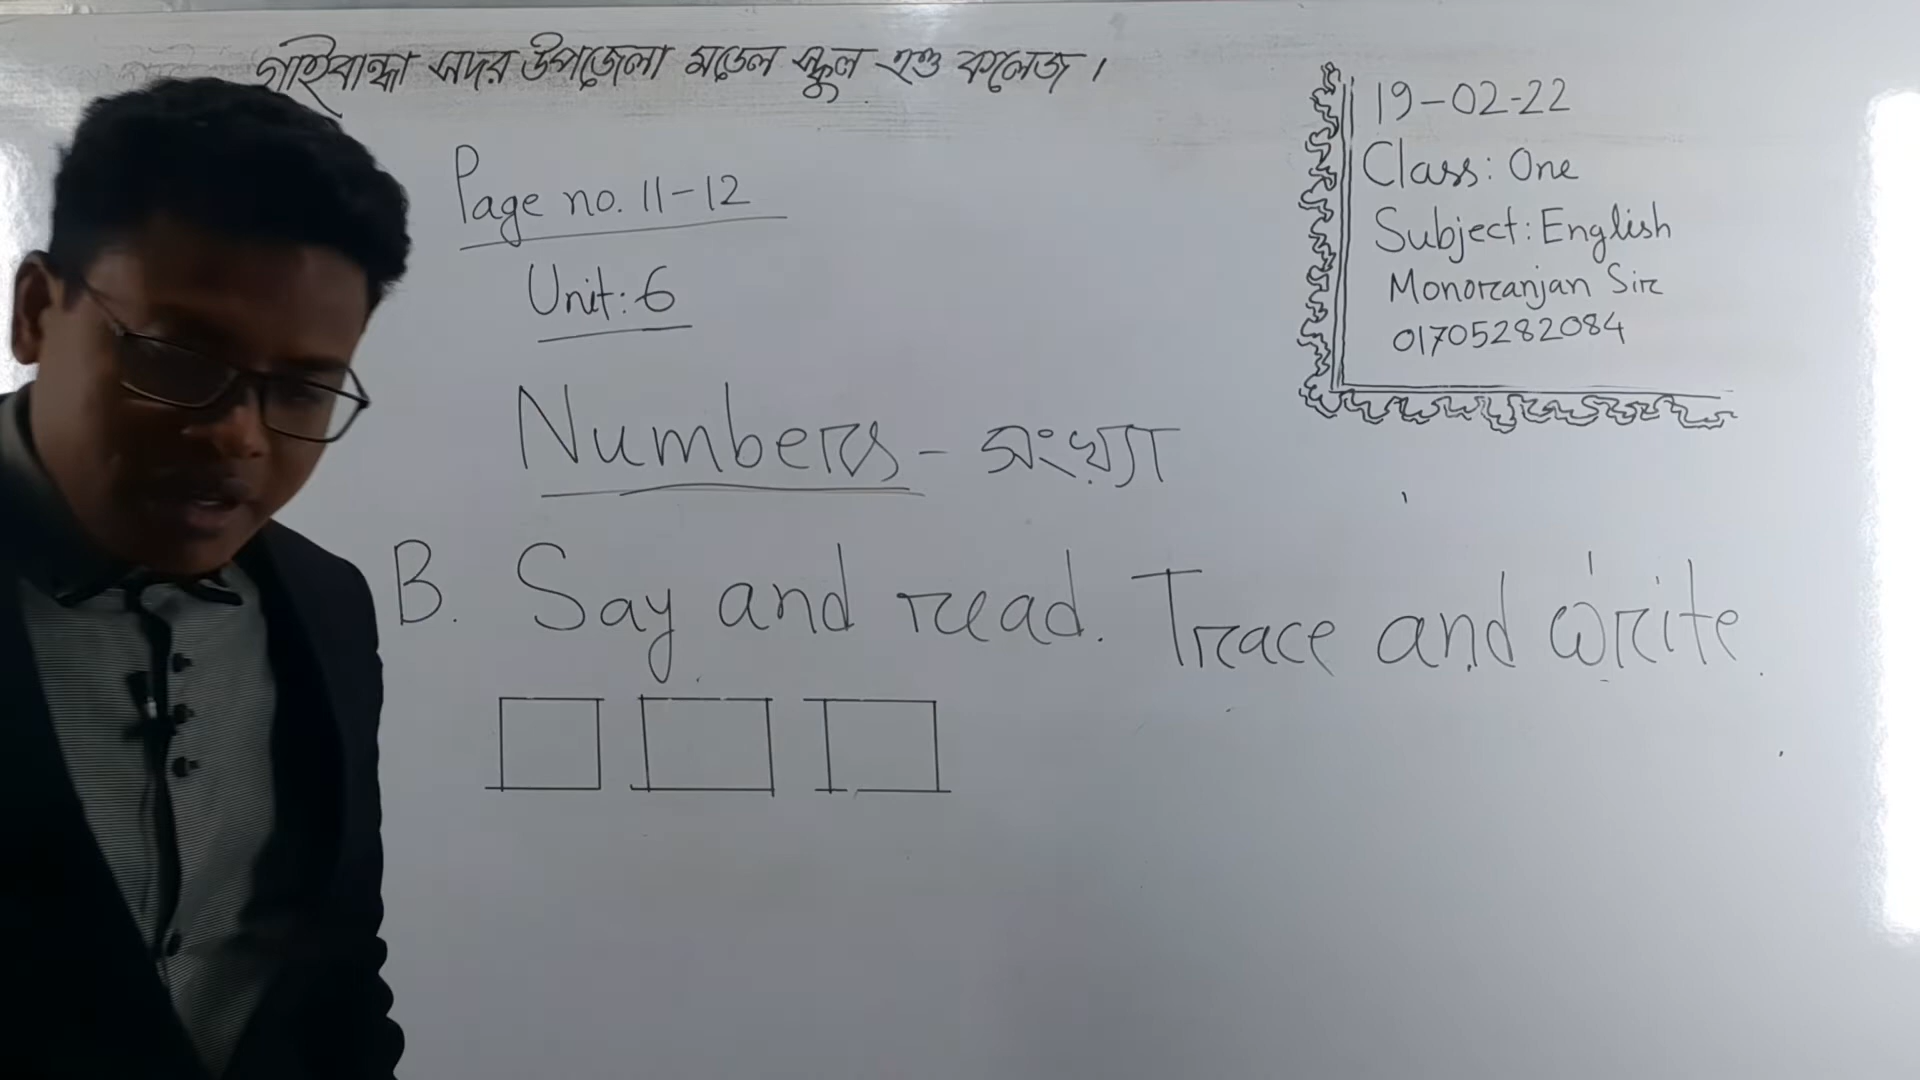 গাইবান্ধা সদর উপজেলা মডেল স্কুল এণ্ড কলেজ।
19-02-22
Class: One
Subject: English
Monoranjan Sir
01705282084
Page no. 11-12
Unit: 6
Numbers - সংখ্যা
B. Say and read. Trace and write.